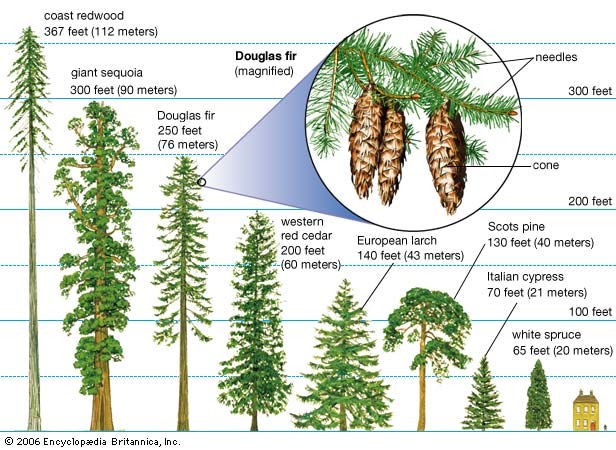 coast redwood
367 feet (112 meters)
giant sequoia
300 feet (90 meters)
Douglas fir
250 feet
(76 meters)
Douglas fir
(magnified)
needles
300 feet
cone
200 feet
western
red cedar
200 feet
(60 meters)
European larch
140 feet (43 meters)
Scots pine
130 feet (40 meters)
Italian cypress
70 feet (21 meters)
100 feet
white spruce
65 feet (20 meters)
© 2006 Encyclopædia Britannica, Inc.